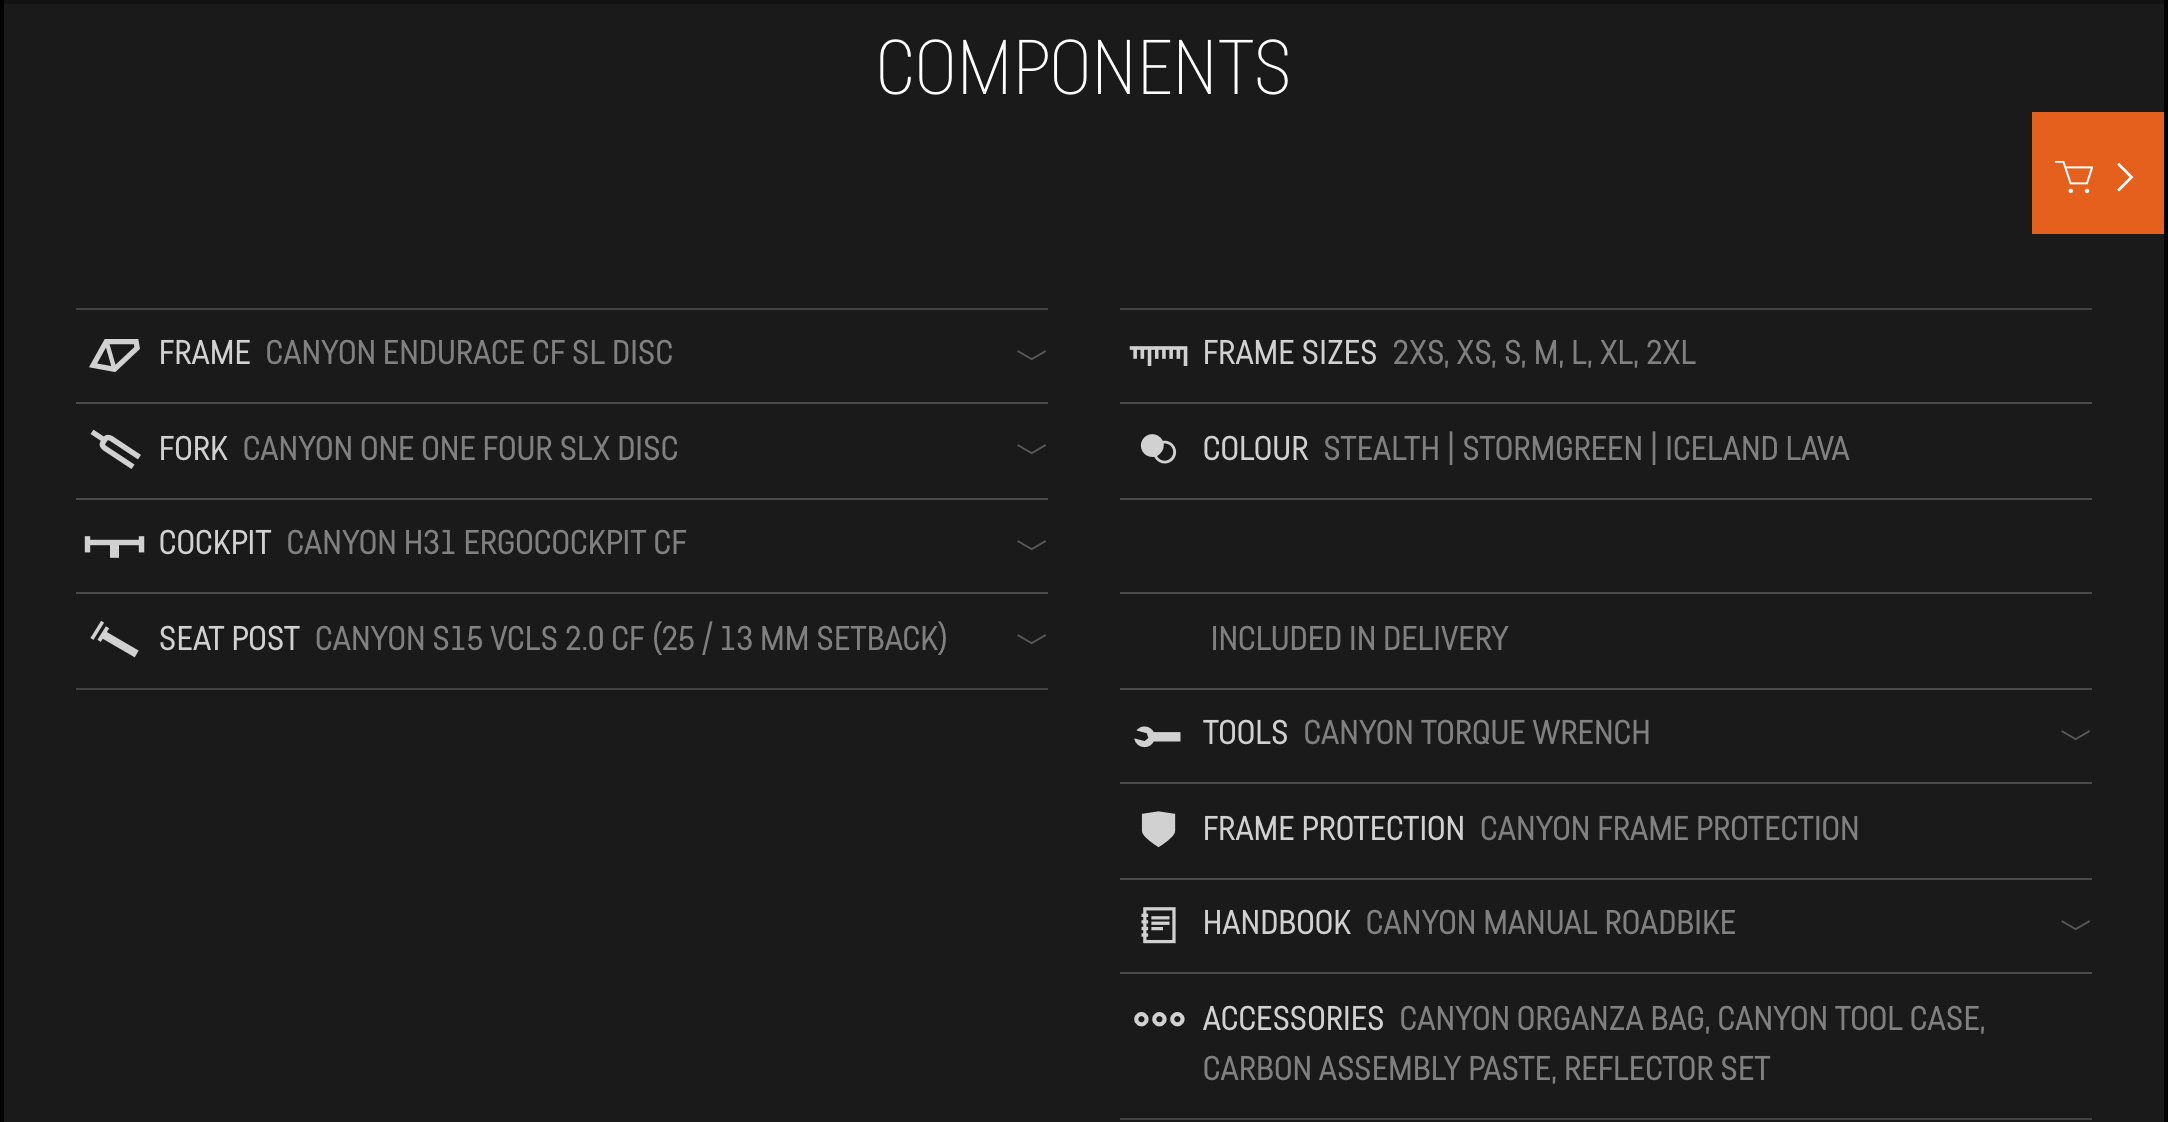 COMPONENTS
FRAME CANYON ENDURACE CF SL DISC
FORK CANYON ONE ONE FOUR SLX DISC
COCKPIT CANYON H31 ERGOCOCKPIT CF
SEAT POST CANYON S15 VCLS 2.0 CF (25 / 13 MM SETBACK)
FRAME SIZES 2XS, XS, S, M, L, XL, 2XL
COLOUR STEALTH | STORMGREEN | ICELAND LAVA
INCLUDED IN DELIVERY
TOOLS CANYON TORQUE WRENCH
FRAME PROTECTION CANYON FRAME PROTECTION
HANDBOOK CANYON MANUAL ROADBIKE
ACCESSORIES CANYON ORGANZA BAG, CANYON TOOL CASE,
CARBON ASSEMBLY PASTE, REFLECTOR SET